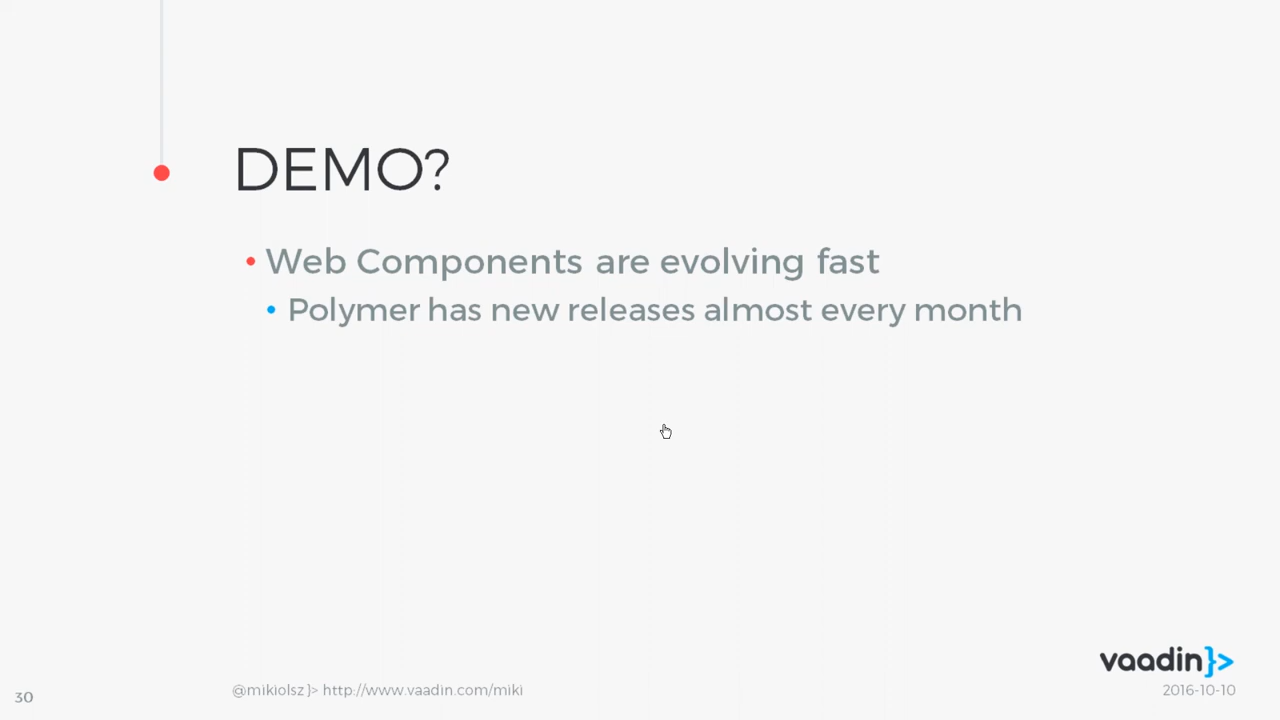 DEMO?
• Web Components are evolving fast
• Polymer has new releases almost every month
vaadin}>
30
@mikiolsz }> http://www.vaadin.com/miki
2016-10-10